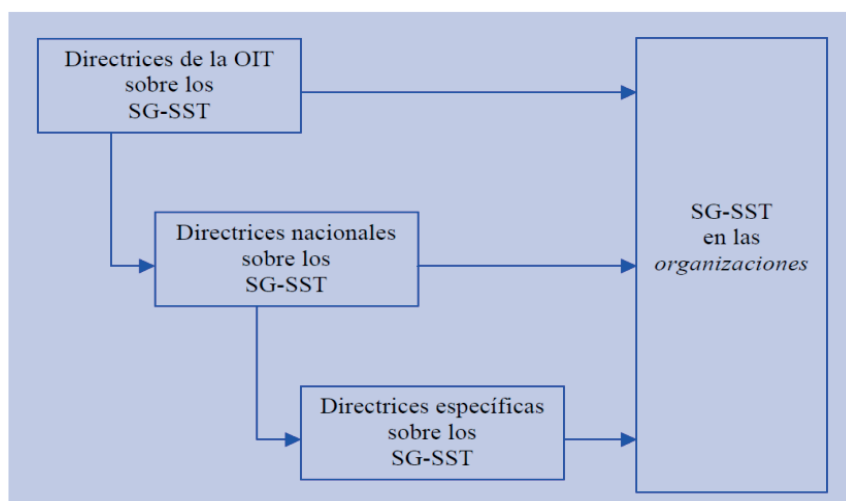 Directrices de la OIT
sobre los
SG-SST
Directrices nacionales
sobre los
SG-SST
Directrices específicas
sobre los
SG-SST
SG-SST
en las
organizaciones